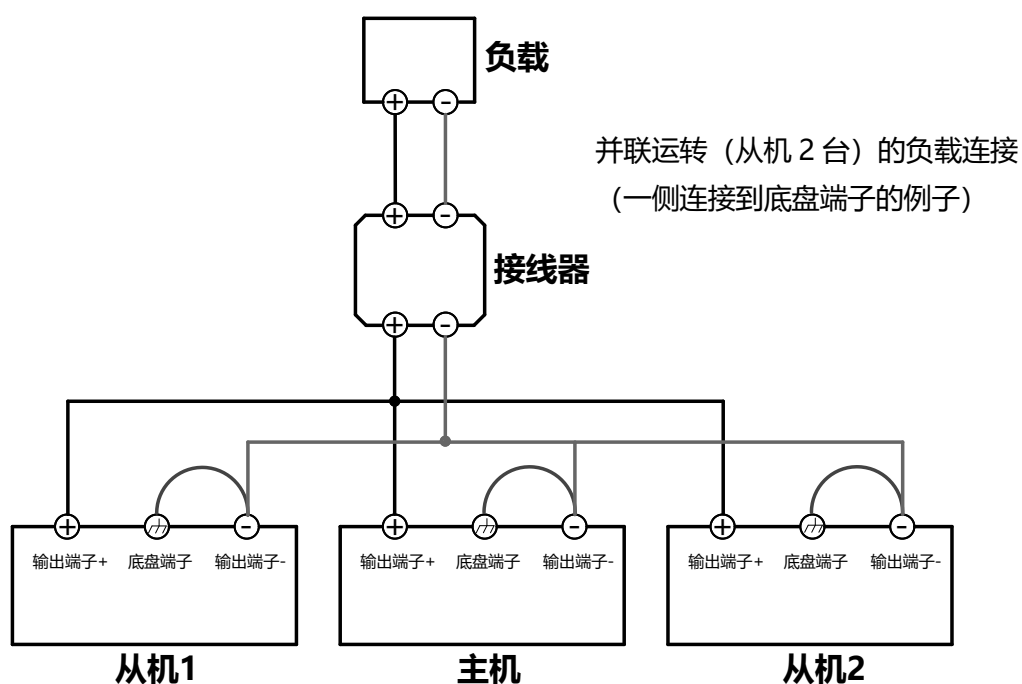 负载
+ -
并联运转（从机 2 台）的负载连接
（一侧连接到底盘端子的例子）
+ -
接线器
+ -
+ - + - + -
输出端子+ 底盘端子 输出端子- 输出端子+ 底盘端子 输出端子- 输出端子+ 底盘端子 输出端子-
从机1 主机 从机2